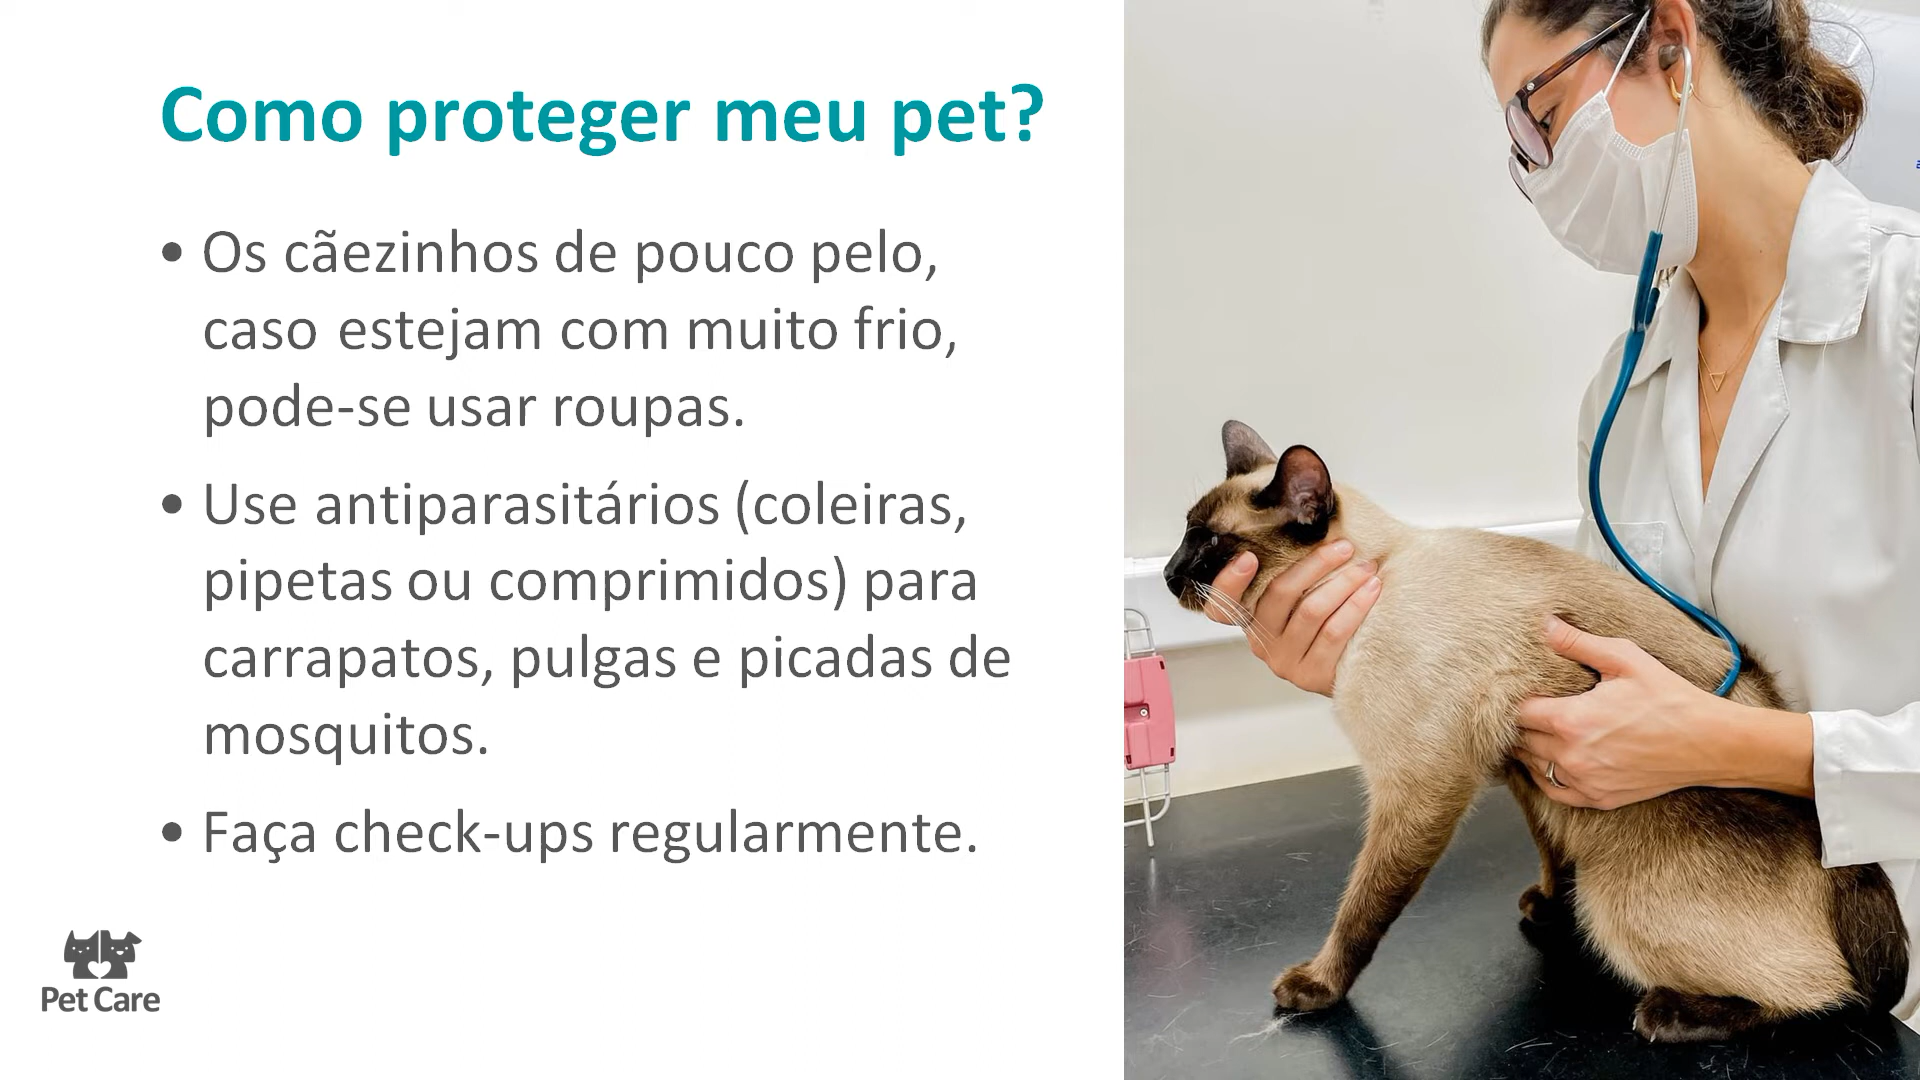 Como proteger meu pet?
• Os cãezinhos de pouco pelo,
caso estejam com muito frio,
pode-se usar roupas.
• Use antiparasitários (coleiras,
pipetas ou comprimidos) para
carrapatos, pulgas e picadas de
mosquitos.
• Faça check-ups regularmente.
Pet Care